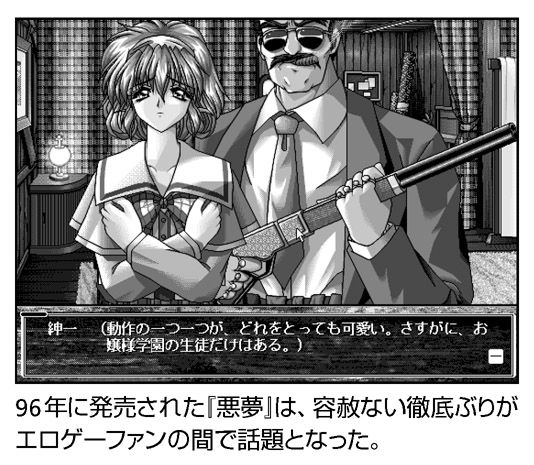 紳一 (動作の一つ一つが、どれをとっても可愛い。さすがに、お
嬢様学園の生徒だけはある。)
96年に発売された『悪夢』は、容赦ない徹底ぶりが
エロゲーファンの間で話題となった。